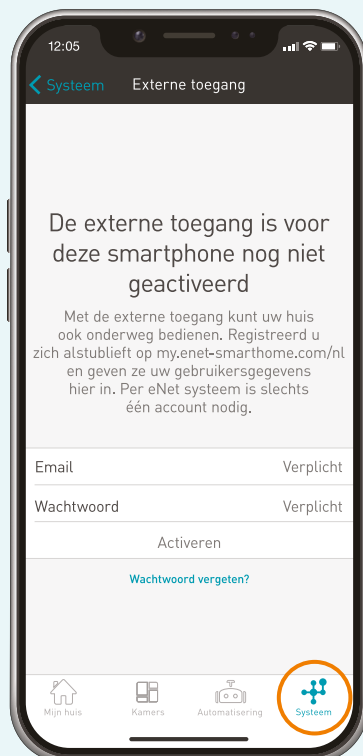 12:05
Systeem Externe toegang
De externe toegang is voor
deze smartphone nog niet
geactiveerd
Met de externe toegang kunt uw huis
ook onderweg bedienen. Registreerd u
zich alstublieft op my.enet-smarthome.com/nl
en geven ze uw gebruikersgegevens
hier in. Per eNet systeem is slechts
één account nodig.
Email Verplicht
Wachtwoord Verplicht
Activeren
Wachtwoord vergeten?
Mijn huis Kamers Automatisering Systeem